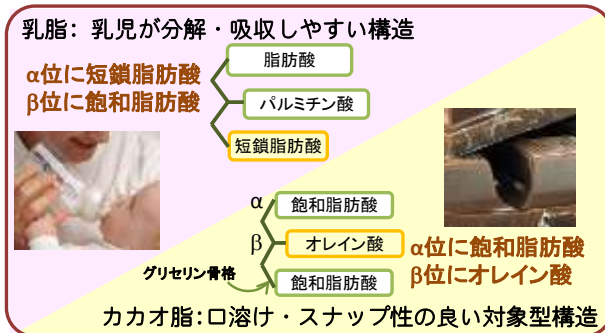 乳脂: 乳児が分解・吸収しやすい構造
α位に短鎖脂肪酸
β位に飽和脂肪酸
脂肪酸
パルミチン酸
短鎖脂肪酸
α
飽和脂肪酸
β
オレイン酸
グリセリン骨格
飽和脂肪酸
α位に飽和脂肪酸
β位にオレイン酸
カカオ脂:口溶け・スナップ性の良い対象型構造